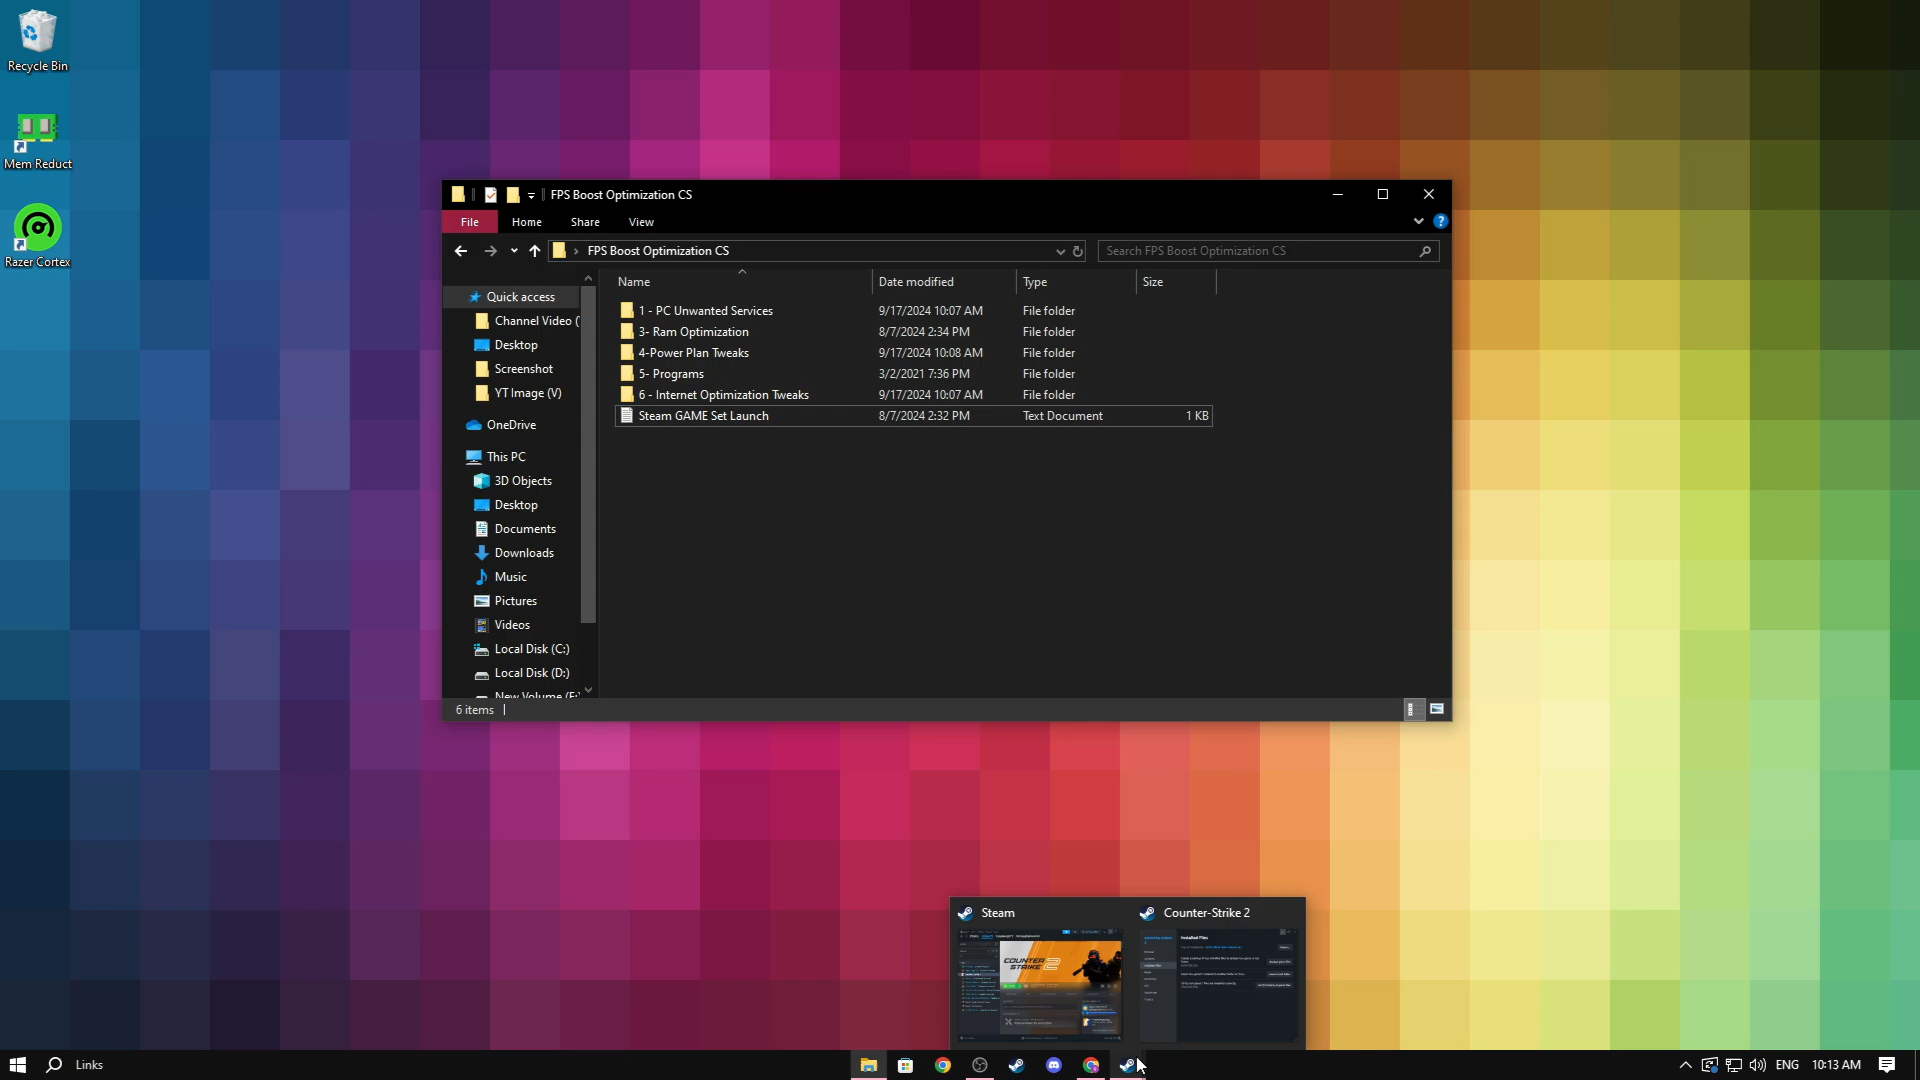 Recycle Bin
Mem Reduct
Razer Cortex
FPS Boost Optimization CS
File Home Share View
FPS Boost Optimization CS
Search FPS Boost Optimization CS
Name Date modified Type Size
Quick access
Channel Video (
Desktop
Screenshot
YT Image (V)
OneDrive
This PC
3D Objects
Desktop
Documents
Downloads
Music
Pictures
Videos
Local Disk (C:)
Local Disk (D:)
New Volume (E:
1 - PC Unwanted Services 9/17/2024 10:07 AM File folder
3- Ram Optimization 8/7/2024 2:34 PM File folder
4-Power Plan Tweaks 9/17/2024 10:08 AM File folder
5- Programs 3/2/2021 7:36 PM File folder
6 - Internet Optimization Tweaks 9/17/2024 10:07 AM File folder
Steam GAME Set Launch 8/7/2024 2:32 PM Text Document 1 KB
6 items
Steam
Counter-Strike 2
COUNTER
STRIKE 2
Installed Files
Links
ENG
10:13 AM